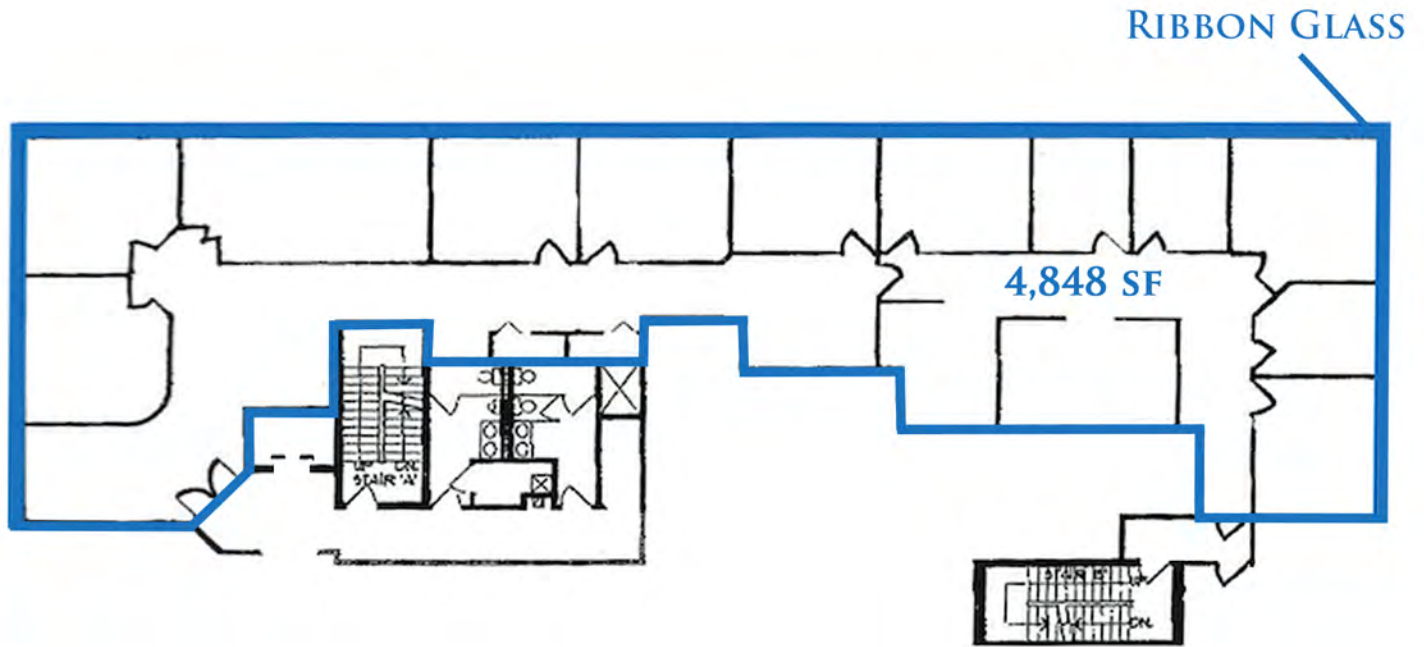 RIBBON GLASS
4,848 SF
UP DN.
STAIR 'A'
UP
DN.